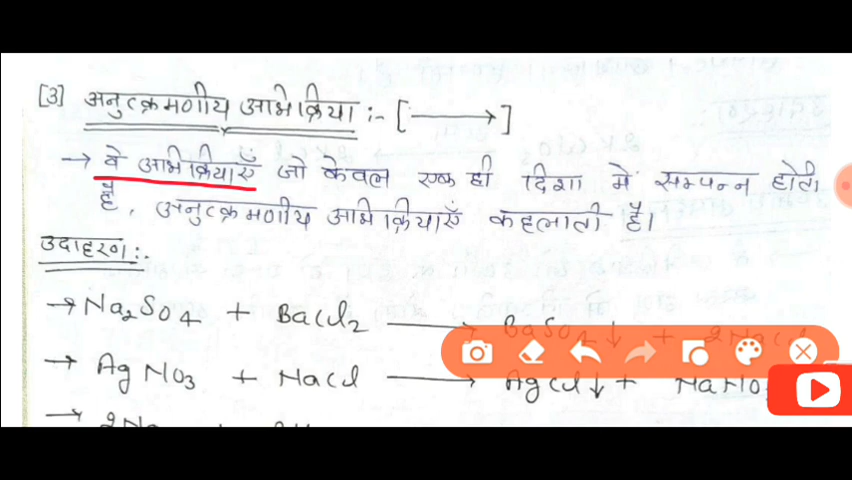 [3] अनुत्क्रमणीय अभिक्रिया :- [⟶]
→ वे अभिक्रियाएँ जो केवल एक ही दिशा मे सम्पन्न होती
है, अनुत्क्रमणीय अभिक्रियाएँ कहलाती है।
उदाहरण:-
→ Na₂SO₄ + BaCl₂ ⟶ BaSO₄↓ + 2NaCl
→ AgNO₃ + NaCl ⟶ AgCl↓ + NaNO₃
→